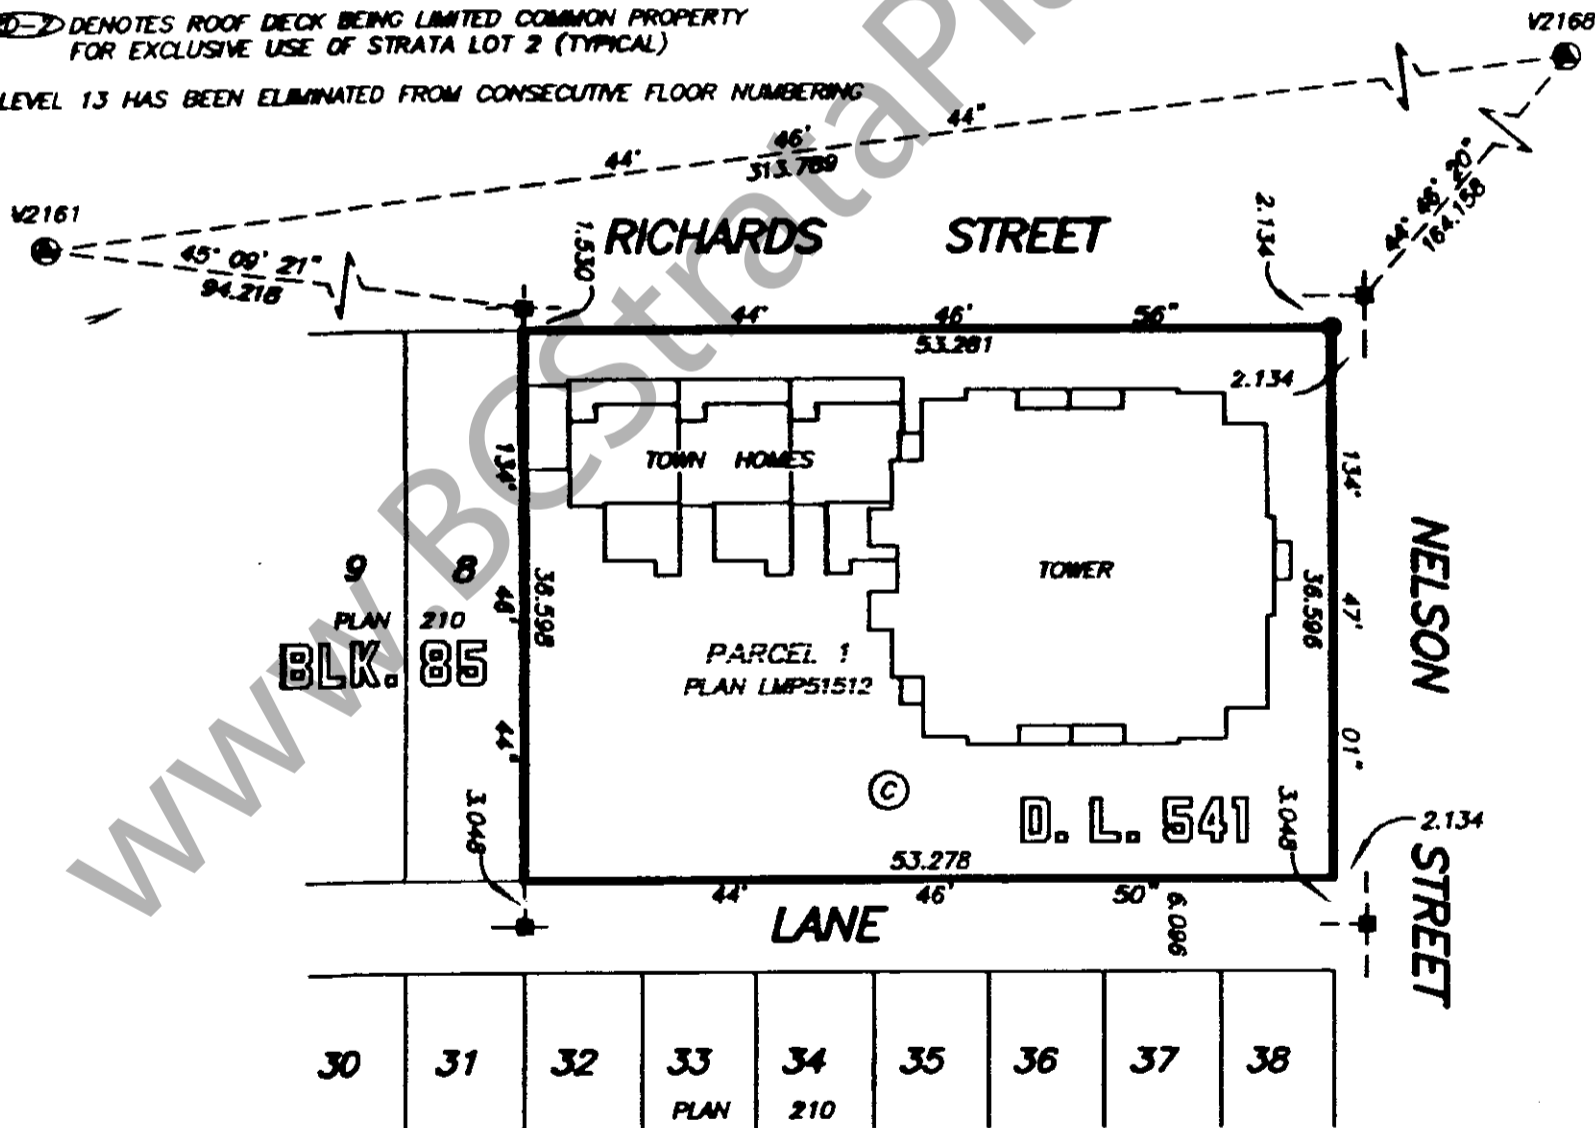 D-2 DENOTES ROOF DECK BEING LIMITED COMMON PROPERTY
FOR EXCLUSIVE USE OF STRATA LOT 2 (TYPICAL)
LEVEL 13 HAS BEEN ELIMINATED FROM CONSECUTIVE FLOOR NUMBERING
V2168
44° 46' 44"
313.789
44° 46' 20"
164.158
V2161
45° 09' 21"
94.218
1.530
RICHARDS STREET
2.134
44° 46' 56"
53.281
2.134
TOWN HOMES
TOWER
134° 46' 44"
38.598
134° 47' 01"
36.596
NELSON STREET
9 8
PLAN 210
BLK. 85
PARCEL 1
PLAN LMP51512
C
D. L. 541
3.048
3.048
2.134
53.278
44° 46' 50"
LANE
6.096
30 31 32 33 34 35 36 37 38
PLAN 210
www.BCStrataPl